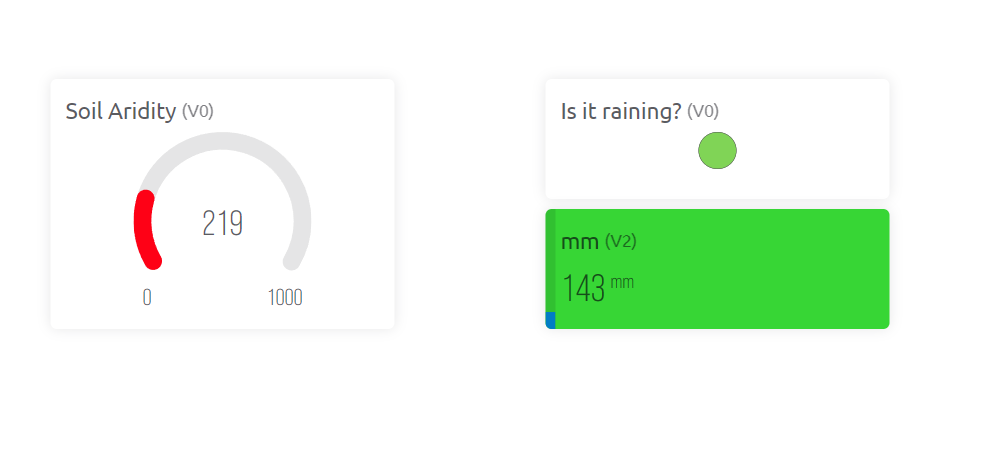 Soil Aridity (V0)
219
0
1000
Is it raining? (V0)
mm (V2)
143 mm